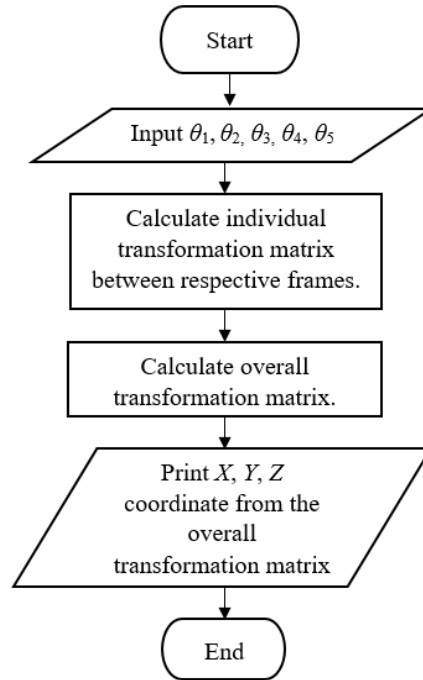 Start
Input θ1, θ2, θ3, θ4, θ5
Calculate individual
transformation matrix
between respective frames.
Calculate overall
transformation matrix.
Print X, Y, Z
coordinate from the
overall
transformation matrix
End